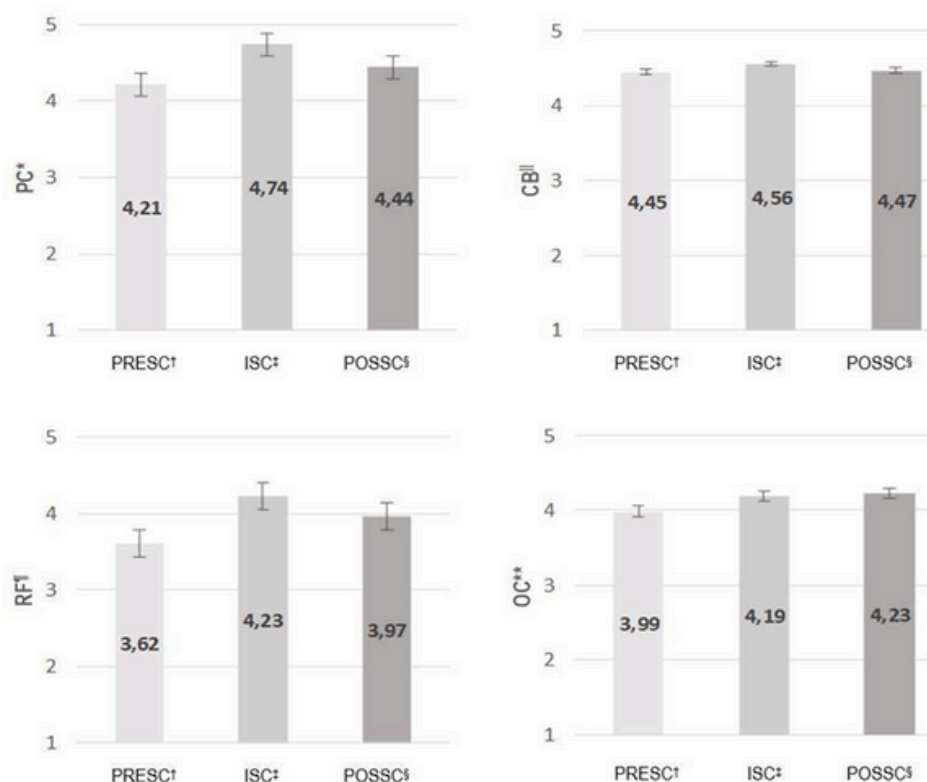 5
4
3
2
1
PC*
4,21
4,74
4,44
PRESC†
ISC‡
POSSC§
5
4
3
2
1
CB||
4,45
4,56
4,47
PRESC†
ISC‡
POSSC§
5
4
3
2
1
RF¶
3,62
4,23
3,97
PRESC†
ISC‡
POSSC§
5
4
3
2
1
OC**
3,99
4,19
4,23
PRESC†
ISC‡
POSSC§